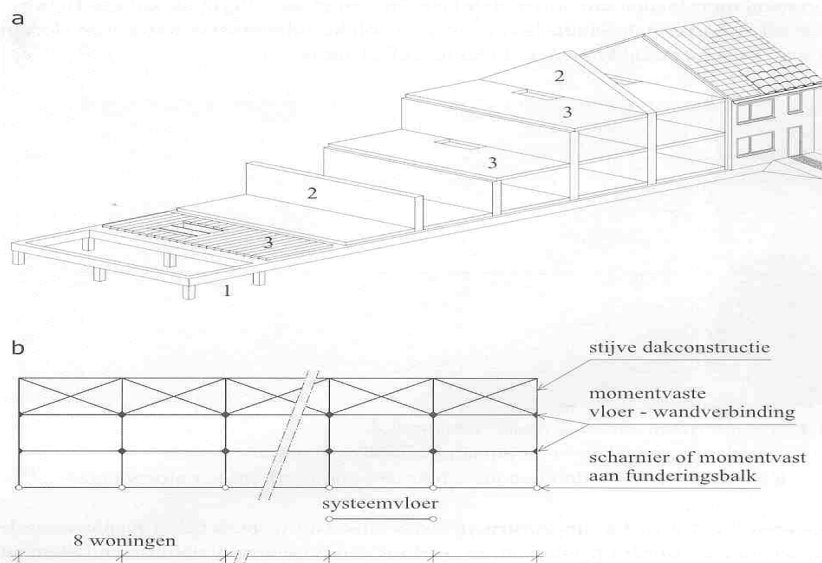 a
2
3
3
2
3
1
b
stijve dakconstructie
momentvaste
vloer - wandverbinding
scharnier of momentvast
aan funderingsbalk
systeemvloer
8 woningen